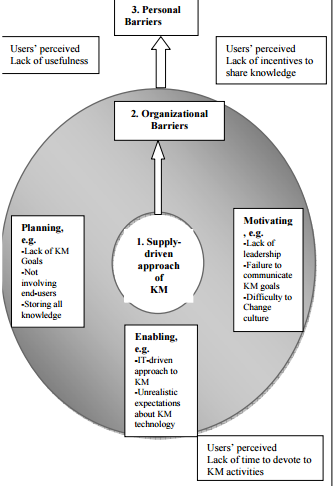 3. Personal
Barriers
Users' perceived
Lack of usefulness
Users' perceived
Lack of incentives to
share knowledge
2. Organizational
Barriers
Planning,
e.g.
-Lack of KM
Goals
-Not
involving
end-users
-Storing all
knowledge
1. Supply-
driven
approach
of
KM
Motivating
, e.g.
-Lack of
leadership
-Failure to
communicate
KM goals
-Difficulty to
Change
culture
Enabling,
e.g.
-IT-driven
approach to
KM
-Unrealistic
expectations
about KM
technology
Users' perceived
Lack of time to devote to
KM activities